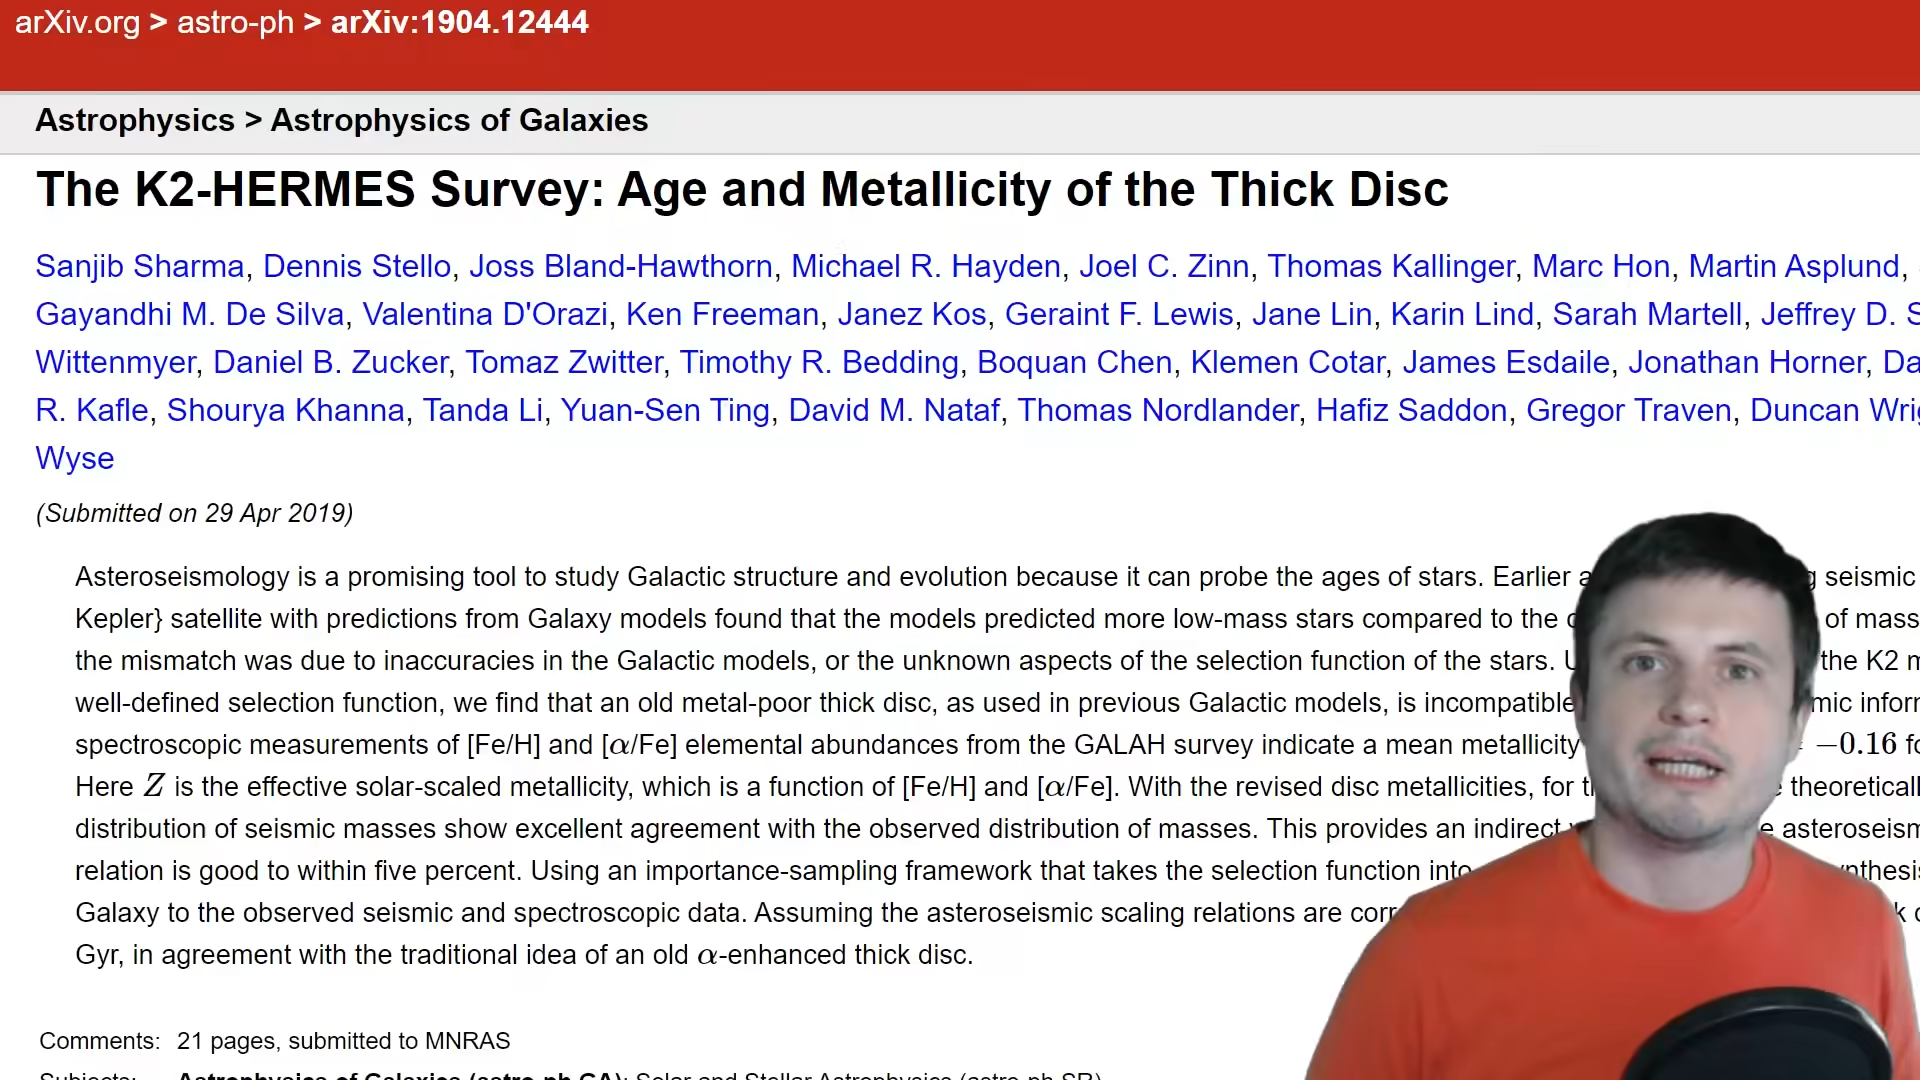 arXiv.org > astro-ph > arXiv:1904.12444
Astrophysics > Astrophysics of Galaxies
The K2-HERMES Survey: Age and Metallicity of the Thick Disc
Sanjib Sharma, Dennis Stello, Joss Bland-Hawthorn, Michael R. Hayden, Joel C. Zinn, Thomas Kallinger, Marc Hon, Martin Asplund,
Gayandhi M. De Silva, Valentina D'Orazi, Ken Freeman, Janez Kos, Geraint F. Lewis, Jane Lin, Karin Lind, Sarah Martell, Jeffrey D.
Wittenmyer, Daniel B. Zucker, Tomaz Zwitter, Timothy R. Bedding, Boquan Chen, Klemen Cotar, James Esdaile, Jonathan Horner,
R. Kafle, Shourya Khanna, Tanda Li, Yuan-Sen Ting, David M. Nataf, Thomas Nordlander, Hafiz Saddon, Gregor Traven, Duncan
Wyse
(Submitted on 29 Apr 2019)
Asteroseismology is a promising tool to study Galactic structure and evolution because it can probe the ages of stars. Earlier seismic
Kepler} satellite with predictions from Galaxy models found that the models predicted more low-mass stars compared to the of mass
the mismatch was due to inaccuracies in the Galactic models, or the unknown aspects of the selection function of the stars. the K2
well-defined selection function, we find that an old metal-poor thick disc, as used in previous Galactic models, is incompatible
spectroscopic measurements of [Fe/H] and [α/Fe] elemental abundances from the GALAH survey indicate a mean metallicity −0.16
Here Z is the effective solar-scaled metallicity, which is a function of [Fe/H] and [α/Fe]. With the revised disc metallicities, for
distribution of seismic masses show excellent agreement with the observed distribution of masses. This provides an indirect
relation is good to within five percent. Using an importance-sampling framework that takes the selection function into
Galaxy to the observed seismic and spectroscopic data. Assuming the asteroseismic scaling relations are
Gyr, in agreement with the traditional idea of an old α-enhanced thick disc.
Comments: 21 pages, submitted to MNRAS
Subjects: Astrophysics of Galaxies (astro-ph.GA); Solar and Stellar Astrophysics (astro-ph.SR)